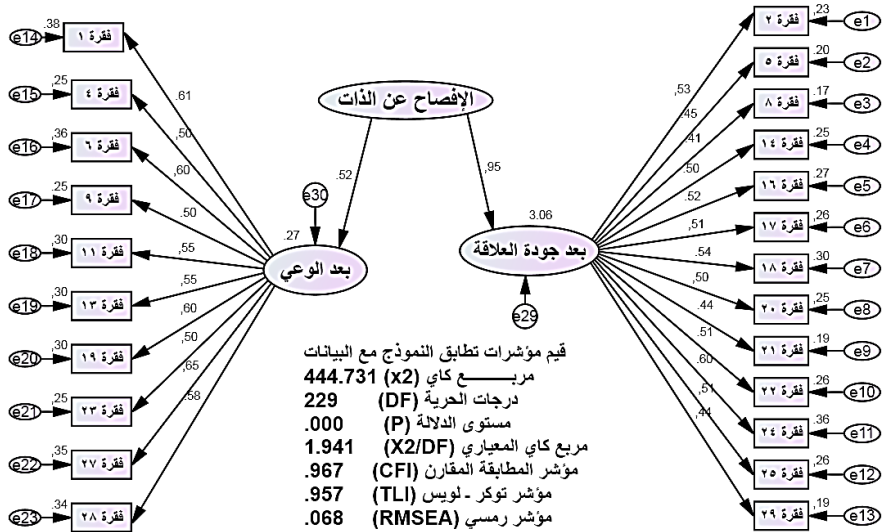 الإفصاح عن الذات
.52
,95
e30
.27
بعد الوعي
3.06
بعد جودة العلاقة
e29
e14 .38 فقرة ١ .61
e15 ,25 فقرة ٤ ,50
e16 ,36 فقرة ٦ ,60
e17 ,25 فقرة ٩ .50
e18 ,30 فقرة ١١ ,55
e19 ,30 فقرة ١٣ ,55
e20 ,30 فقرة ١٩ ,60
e21 ,25 فقرة ٢٣ ,50
e22 ,35 فقرة ٢٧ ,65
e23 .34 فقرة ٢٨ .58
,53 فقرة ٢ ,23 e1
.45 فقرة ٥ .20 e2
.41 فقرة ٨ .17 e3
.50 فقرة ١٤ .25 e4
.52 فقرة ١٦ .27 e5
,51 فقرة ١٧ ,26 e6
.54 فقرة ١٨ .30 e7
,50 فقرة ٢٠ ,25 e8
.44 فقرة ٢١ .19 e9
.51 فقرة ٢٢ .26 e10
.60 فقرة ٢٤ .36 e11
,51 فقرة ٢٥ ,26 e12
,44 فقرة ٢٩ ,19 e13
قيم مؤشرات تطابق النموذج مع البيانات
مربـــــــع كاي (x2) 444.731
درجات الحرية (DF) 229
مستوى الدلالة (P) .000
مربع كاي المعياري (X2/DF) 1.941
مؤشر المطابقة المقارن (CFI) .967
مؤشر توكر ـ لويس (TLI) .957
مؤشر رمسي (RMSEA) .068